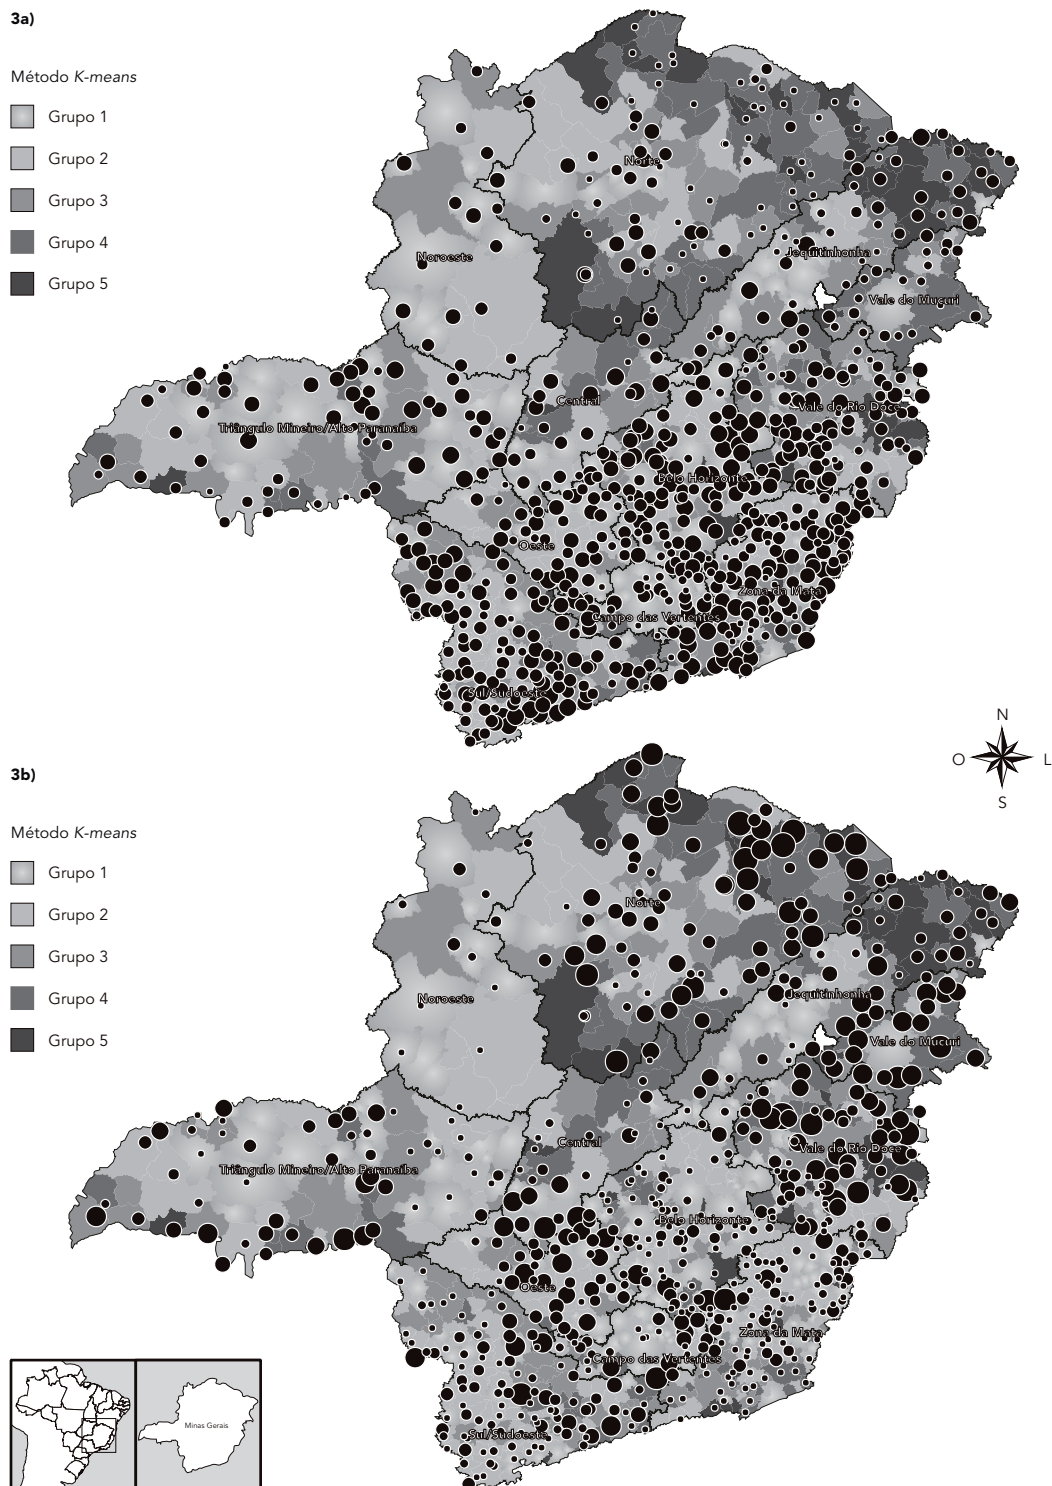 3a)
Método K-means
Grupo 1
Grupo 2
Grupo 3
Grupo 4
Grupo 5
Norte
Jequitinhonha
Noroeste
Vale do Mucuri
Central
Vale do Rio Doce
Triângulo Mineiro/Alto Paranaíba
Belo Horizonte
Oeste
Zona da Mata
Campo das Vertentes
Sul/Sudoeste
N
O
L
S
3b)
Método K-means
Grupo 1
Grupo 2
Grupo 3
Grupo 4
Grupo 5
Norte
Jequitinhonha
Noroeste
Vale do Mucuri
Central
Vale do Rio Doce
Triângulo Mineiro/Alto Paranaíba
Belo Horizonte
Oeste
Zona da Mata
Campo das Vertentes
Sul/Sudoeste
Minas Gerais